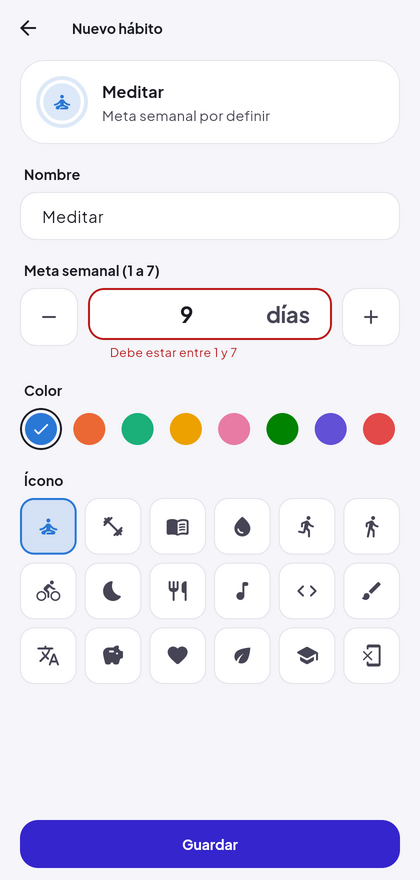 Nuevo hábito
Meditar
Meta semanal por definir
Nombre
Meditar
Meta semanal (1 a 7)
9 días
Debe estar entre 1 y 7
Color
Ícono
Guardar